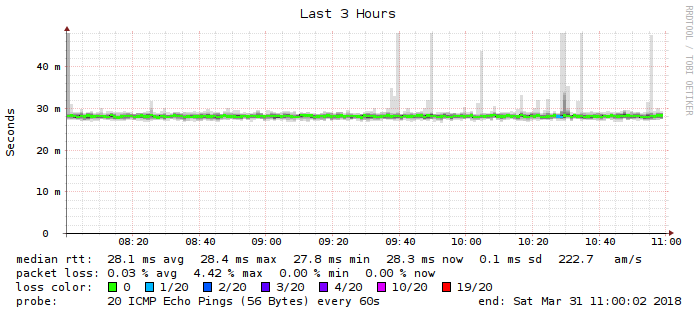 Last 3 Hours
RRDTOOL / TOBI OETIKER
Seconds
40 m
30 m
20 m
10 m
0
08:20 08:40 09:00 09:20 09:40 10:00 10:20 10:40 11:00
median rtt: 28.1 ms avg 28.4 ms max 27.8 ms min 28.3 ms now 0.1 ms sd 222.7 am/s
packet loss: 0.03 % avg 4.42 % max 0.00 % min 0.00 % now
loss color: 0 1/20 2/20 3/20 4/20 10/20 19/20
probe: 20 ICMP Echo Pings (56 Bytes) every 60s end: Sat Mar 31 11:00:02 2018